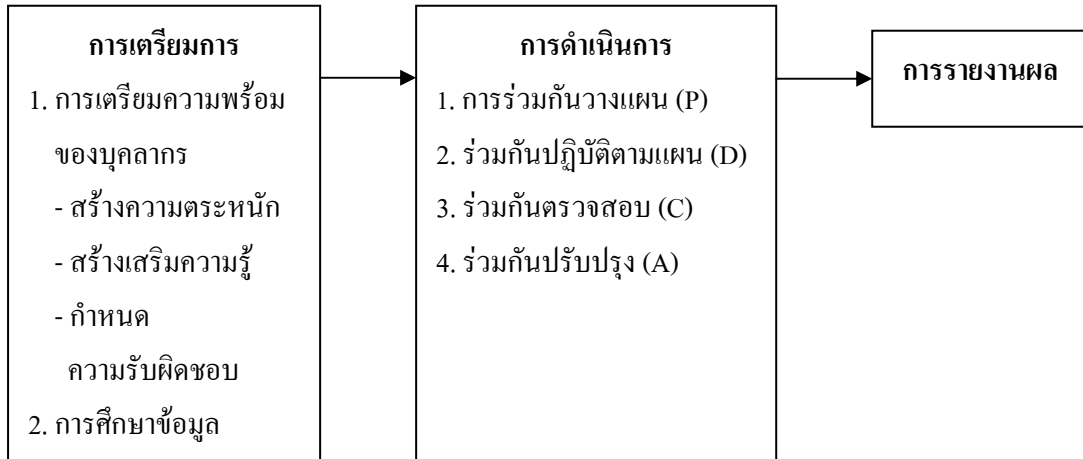 การเตรียมการ
1. การเตรียมความพร้อม
ของบุคลากร
- สร้างความตระหนัก
- สร้างเสริมความรู้
- กำหนด
ความรับผิดชอบ
2. การศึกษาข้อมูล
การดำเนินการ
1. การร่วมกันวางแผน (P)
2. ร่วมกันปฏิบัติตามแผน (D)
3. ร่วมกันตรวจสอบ (C)
4. ร่วมกันปรับปรุง (A)
การรายงานผล